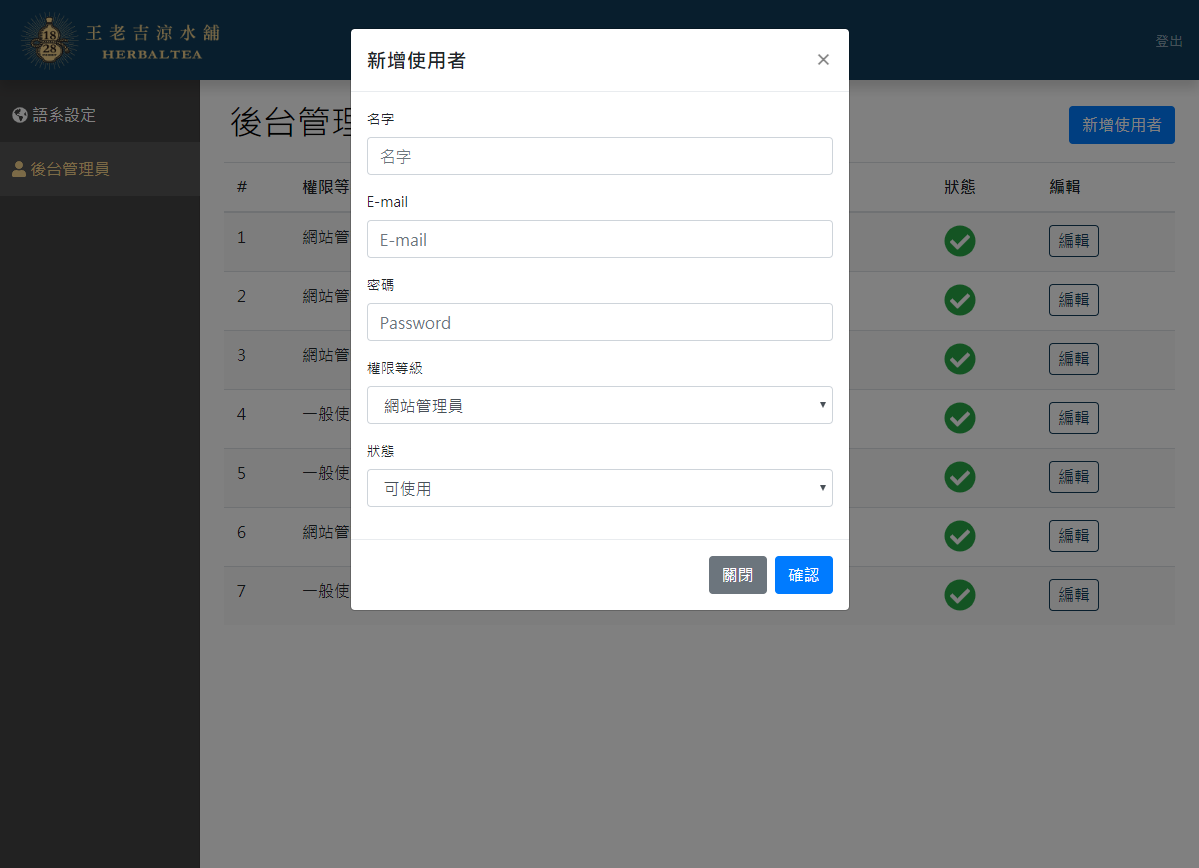 18
28
王老吉涼水舖
HERBALTEA
登出
語系設定
後台管理員
後台管理
新增使用者
# 權限等 狀態 編輯
1 網站管 編輯
2 網站管 編輯
3 網站管 編輯
4 一般使 編輯
5 一般使 編輯
6 網站管 編輯
7 一般使 編輯
新增使用者 ×
名字
名字
E-mail
E-mail
密碼
Password
權限等級
網站管理員
狀態
可使用
關閉 確認